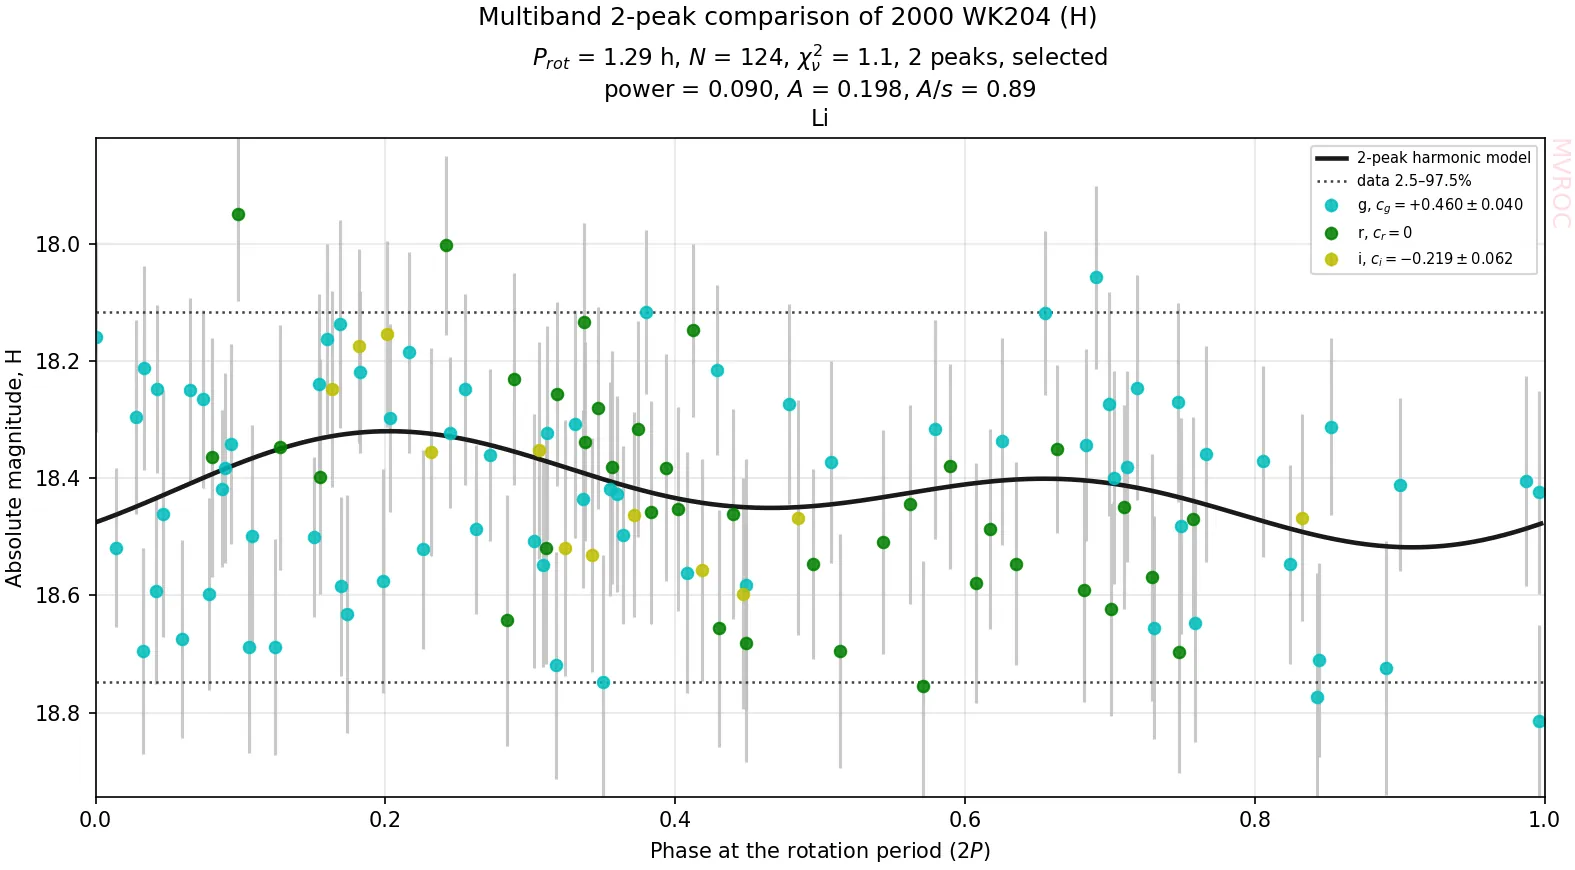 Multiband 2-peak comparison of 2000 WK204 (H)
P_rot = 1.29 h, N = 124, χ²_ν = 1.1, 2 peaks, selected
power = 0.090, A = 0.198, A/s = 0.89
Li
2-peak harmonic model
data 2.5–97.5%
g, c_g = +0.460 ± 0.040
r, c_r = 0
i, c_i = −0.219 ± 0.062
MVROC
Absolute magnitude, H
18.0
18.2
18.4
18.6
18.8
0.0 0.2 0.4 0.6 0.8 1.0
Phase at the rotation period (2P)